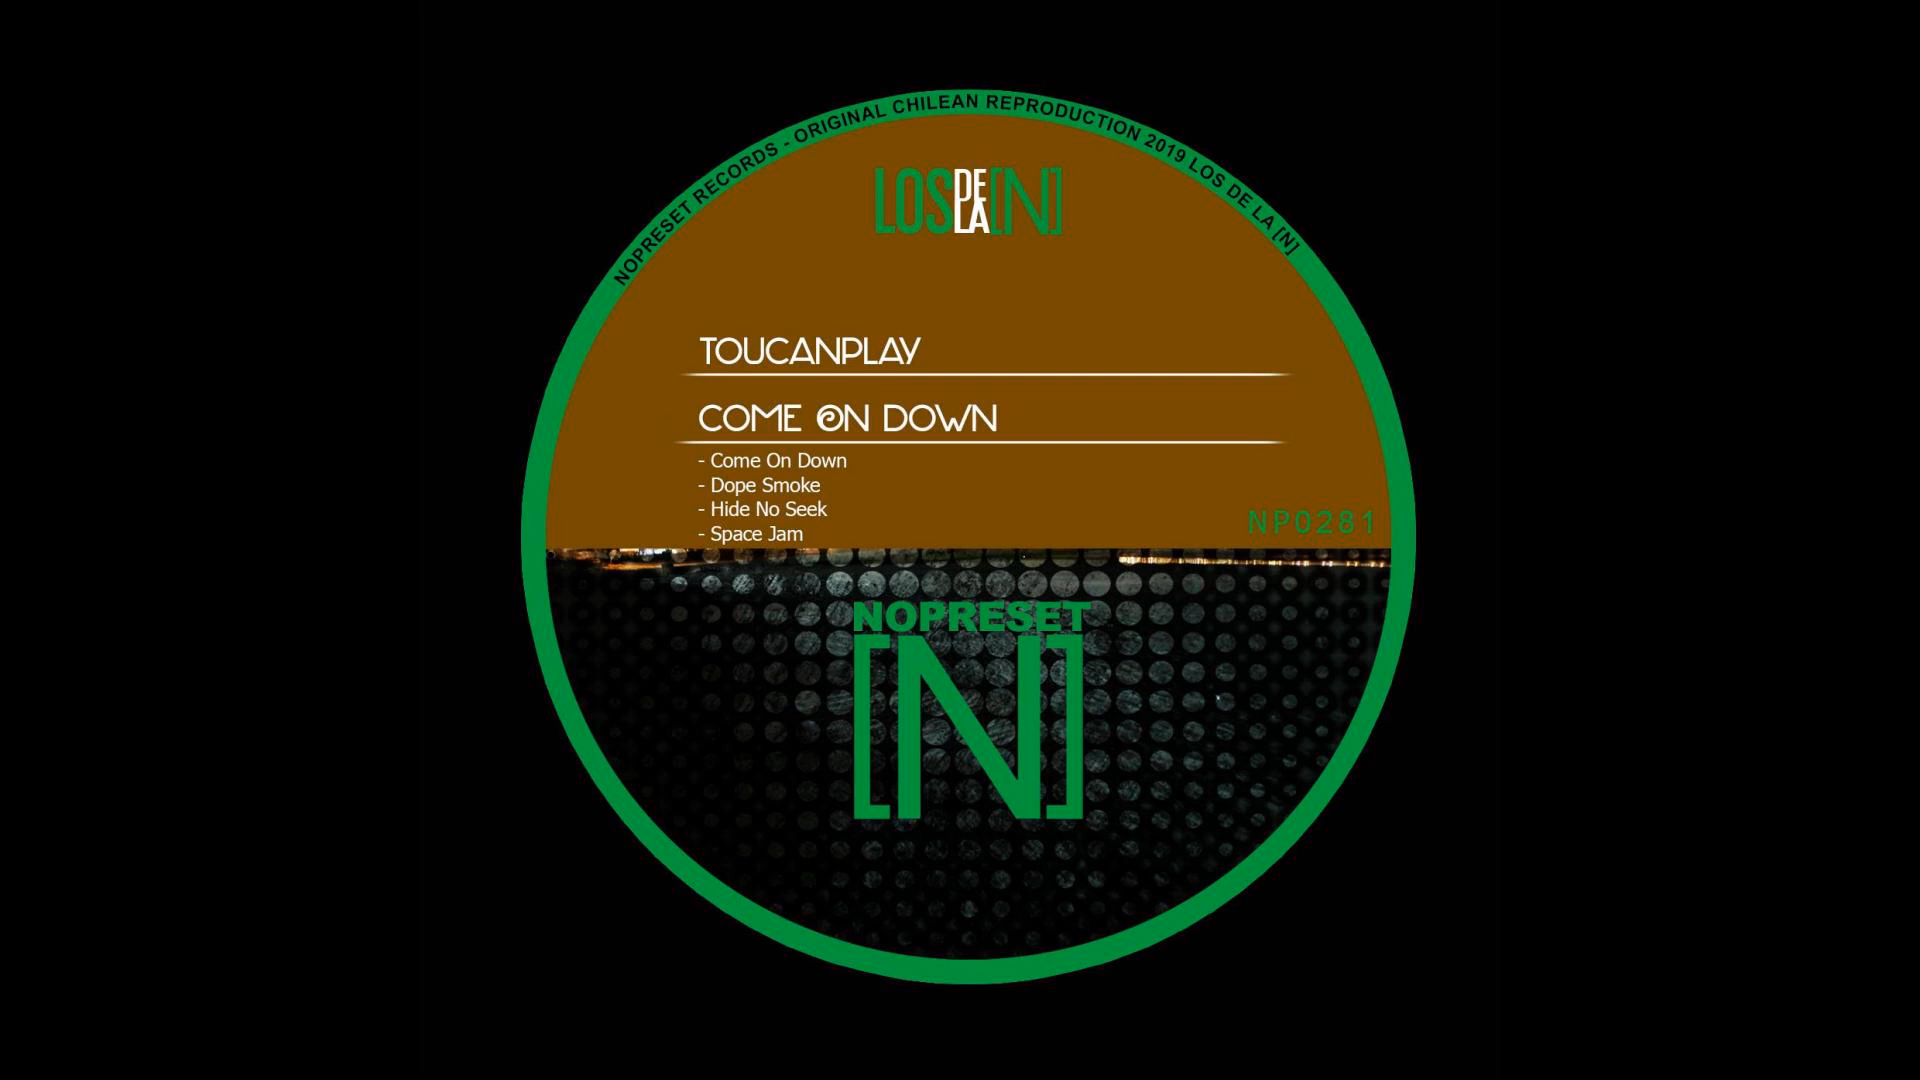 NOPRESET RECORDS - ORIGINAL CHILEAN REPRODUCTION 2019 LOS DE LA [N]
LOS DE LA [N]
TOUCANPLAY
COME ON DOWN
- Come On Down
- Dope Smoke
- Hide No Seek
- Space Jam
NP0281
NOPRESET
[N]